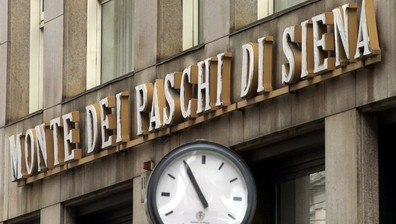 MONTE DEI PASCHI DI SIENA